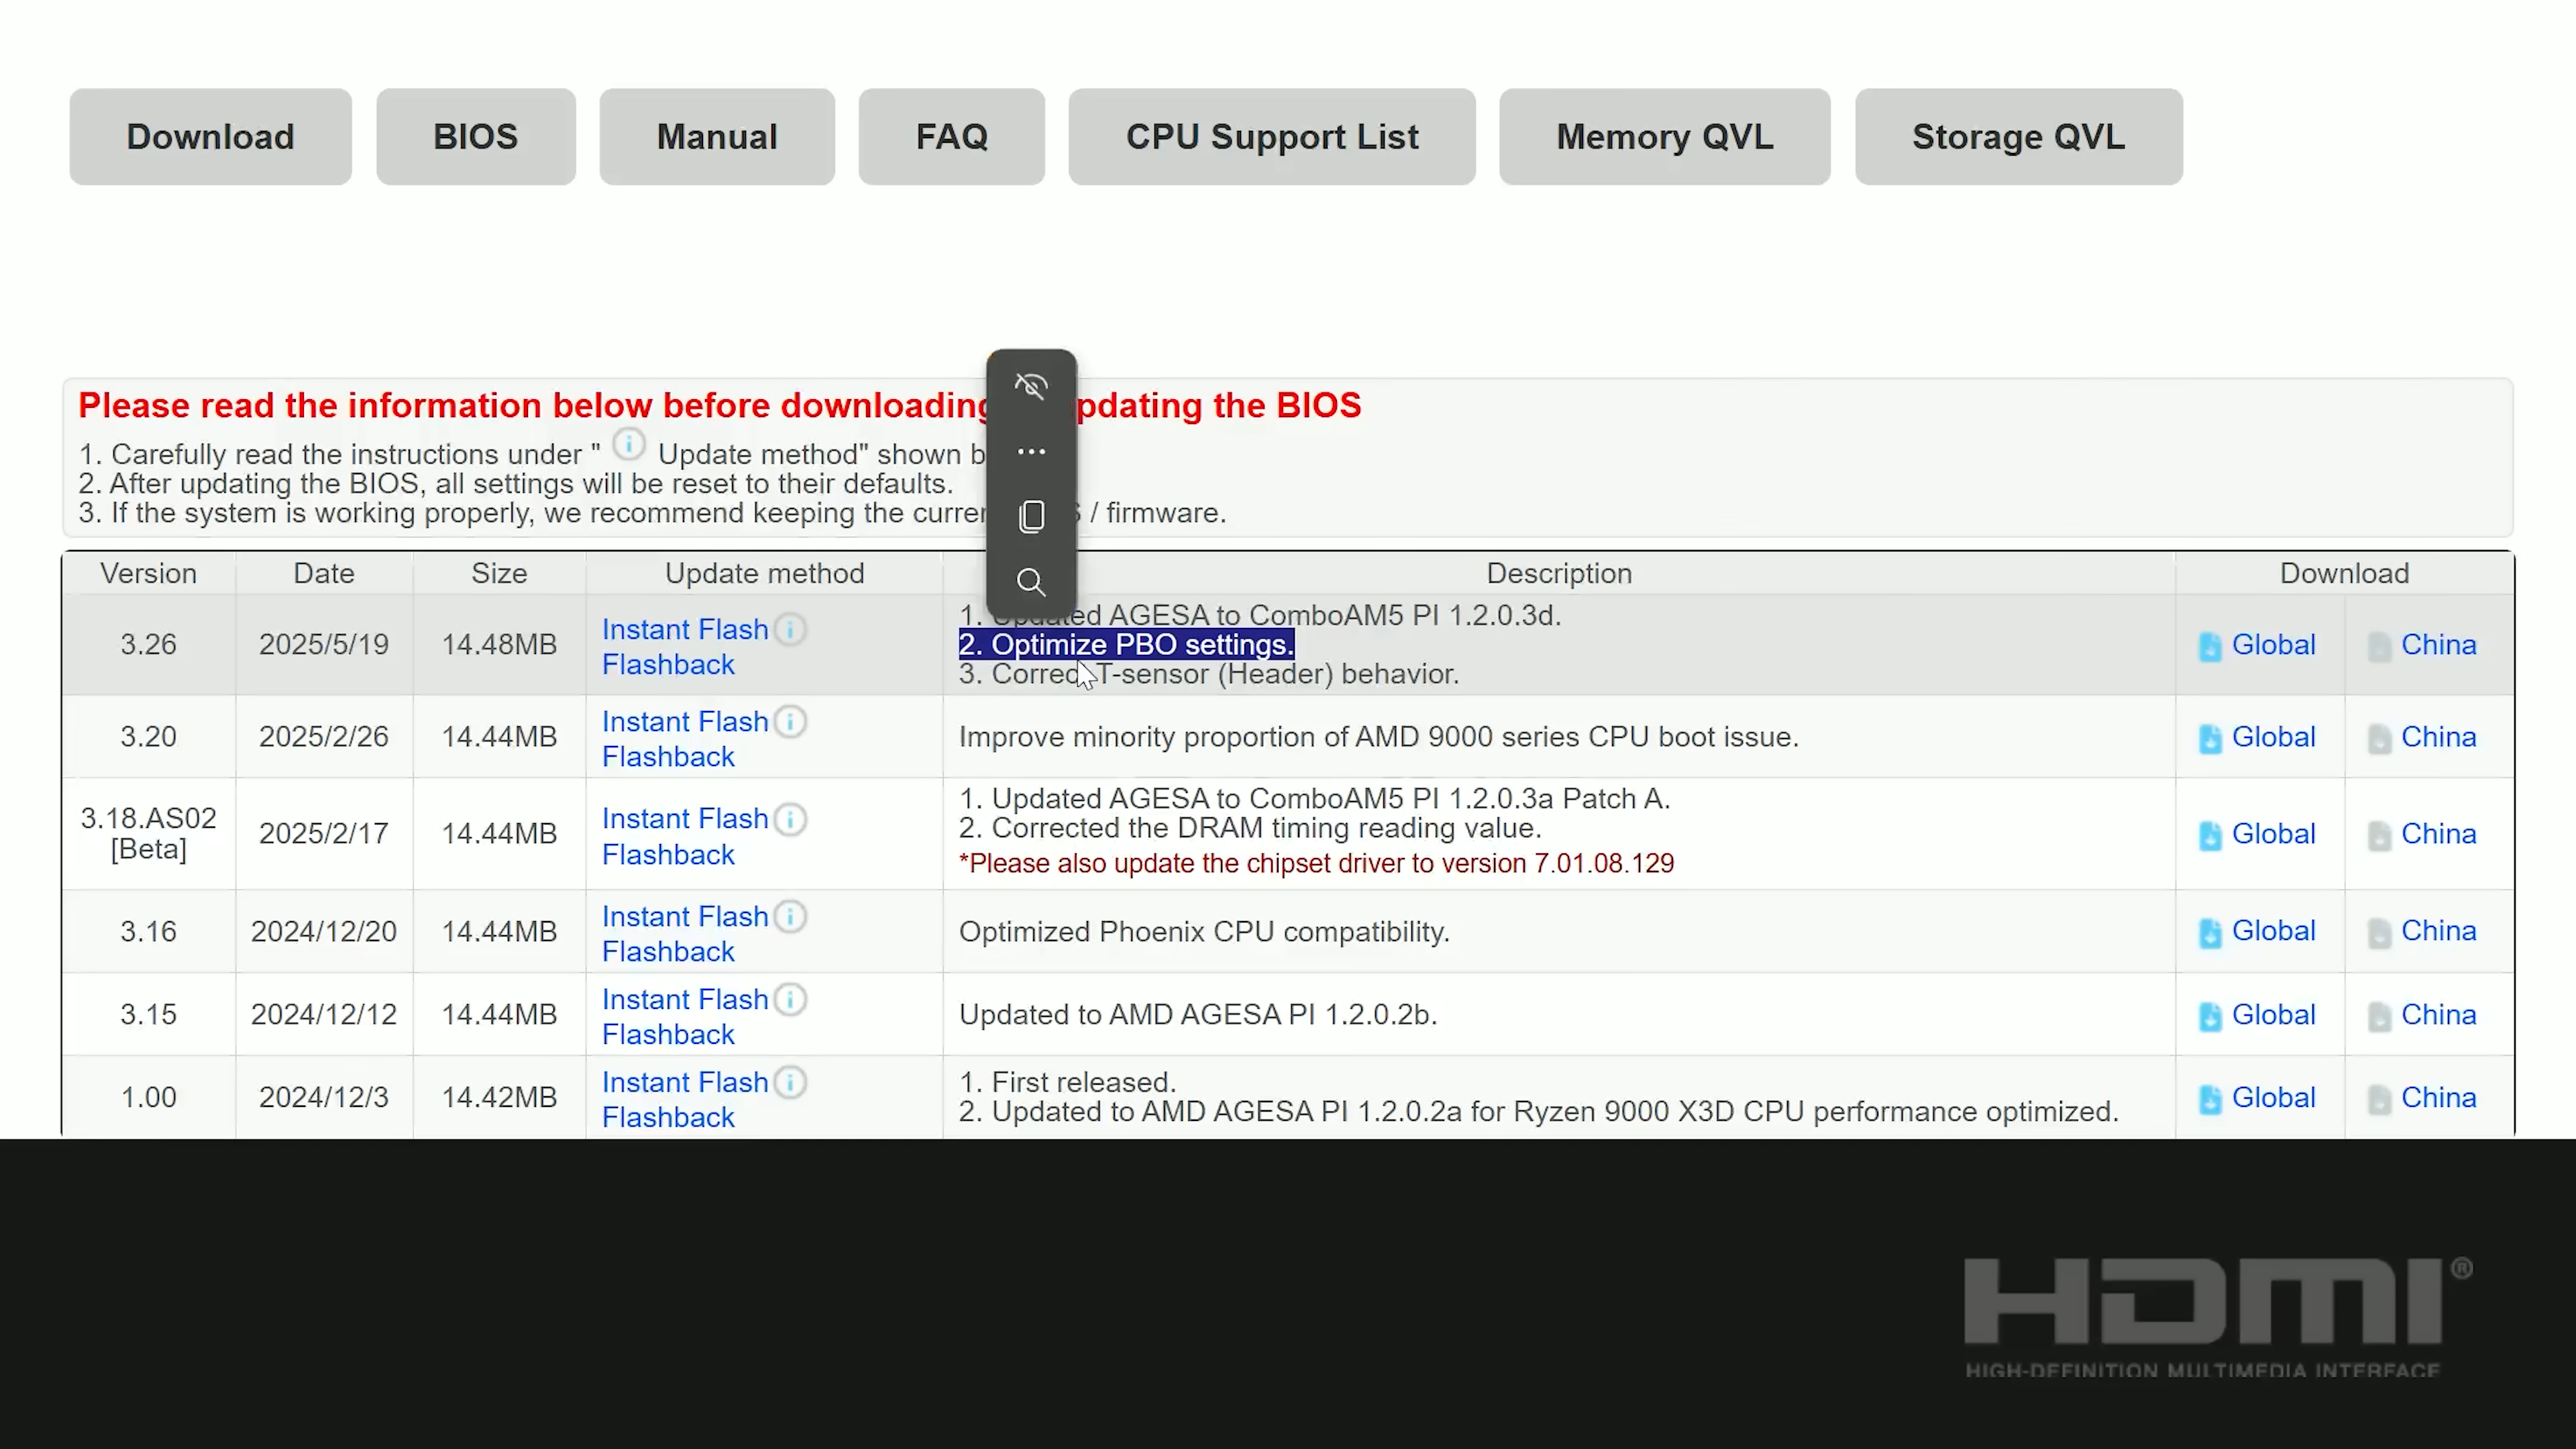 Download BIOS Manual FAQ CPU Support List Memory QVL Storage QVL
Please read the information below before downloading pdating the BIOS
1. Carefully read the instructions under " Update method" shown b
2. After updating the BIOS, all settings will be reset to their defaults.
3. If the system is working properly, we recommend keeping the curren / firmware.
Version Date Size Update method Description Download
3.26 2025/5/19 14.48MB Instant Flash
Flashback
1. Updated AGESA to ComboAM5 PI 1.2.0.3d.
2. Optimize PBO settings.
3. Correct T-sensor (Header) behavior.
Global China
3.20 2025/2/26 14.44MB Instant Flash
Flashback
Improve minority proportion of AMD 9000 series CPU boot issue.
Global China
3.18.AS02
[Beta]
2025/2/17 14.44MB Instant Flash
Flashback
1. Updated AGESA to ComboAM5 PI 1.2.0.3a Patch A.
2. Corrected the DRAM timing reading value.
*Please also update the chipset driver to version 7.01.08.129
Global China
3.16 2024/12/20 14.44MB Instant Flash
Flashback
Optimized Phoenix CPU compatibility.
Global China
3.15 2024/12/12 14.44MB Instant Flash
Flashback
Updated to AMD AGESA PI 1.2.0.2b.
Global China
1.00 2024/12/3 14.42MB Instant Flash
Flashback
1. First released.
2. Updated to AMD AGESA PI 1.2.0.2a for Ryzen 9000 X3D CPU performance optimized.
Global China
HDMI®
HIGH-DEFINITION MULTIMEDIA INTERFACE